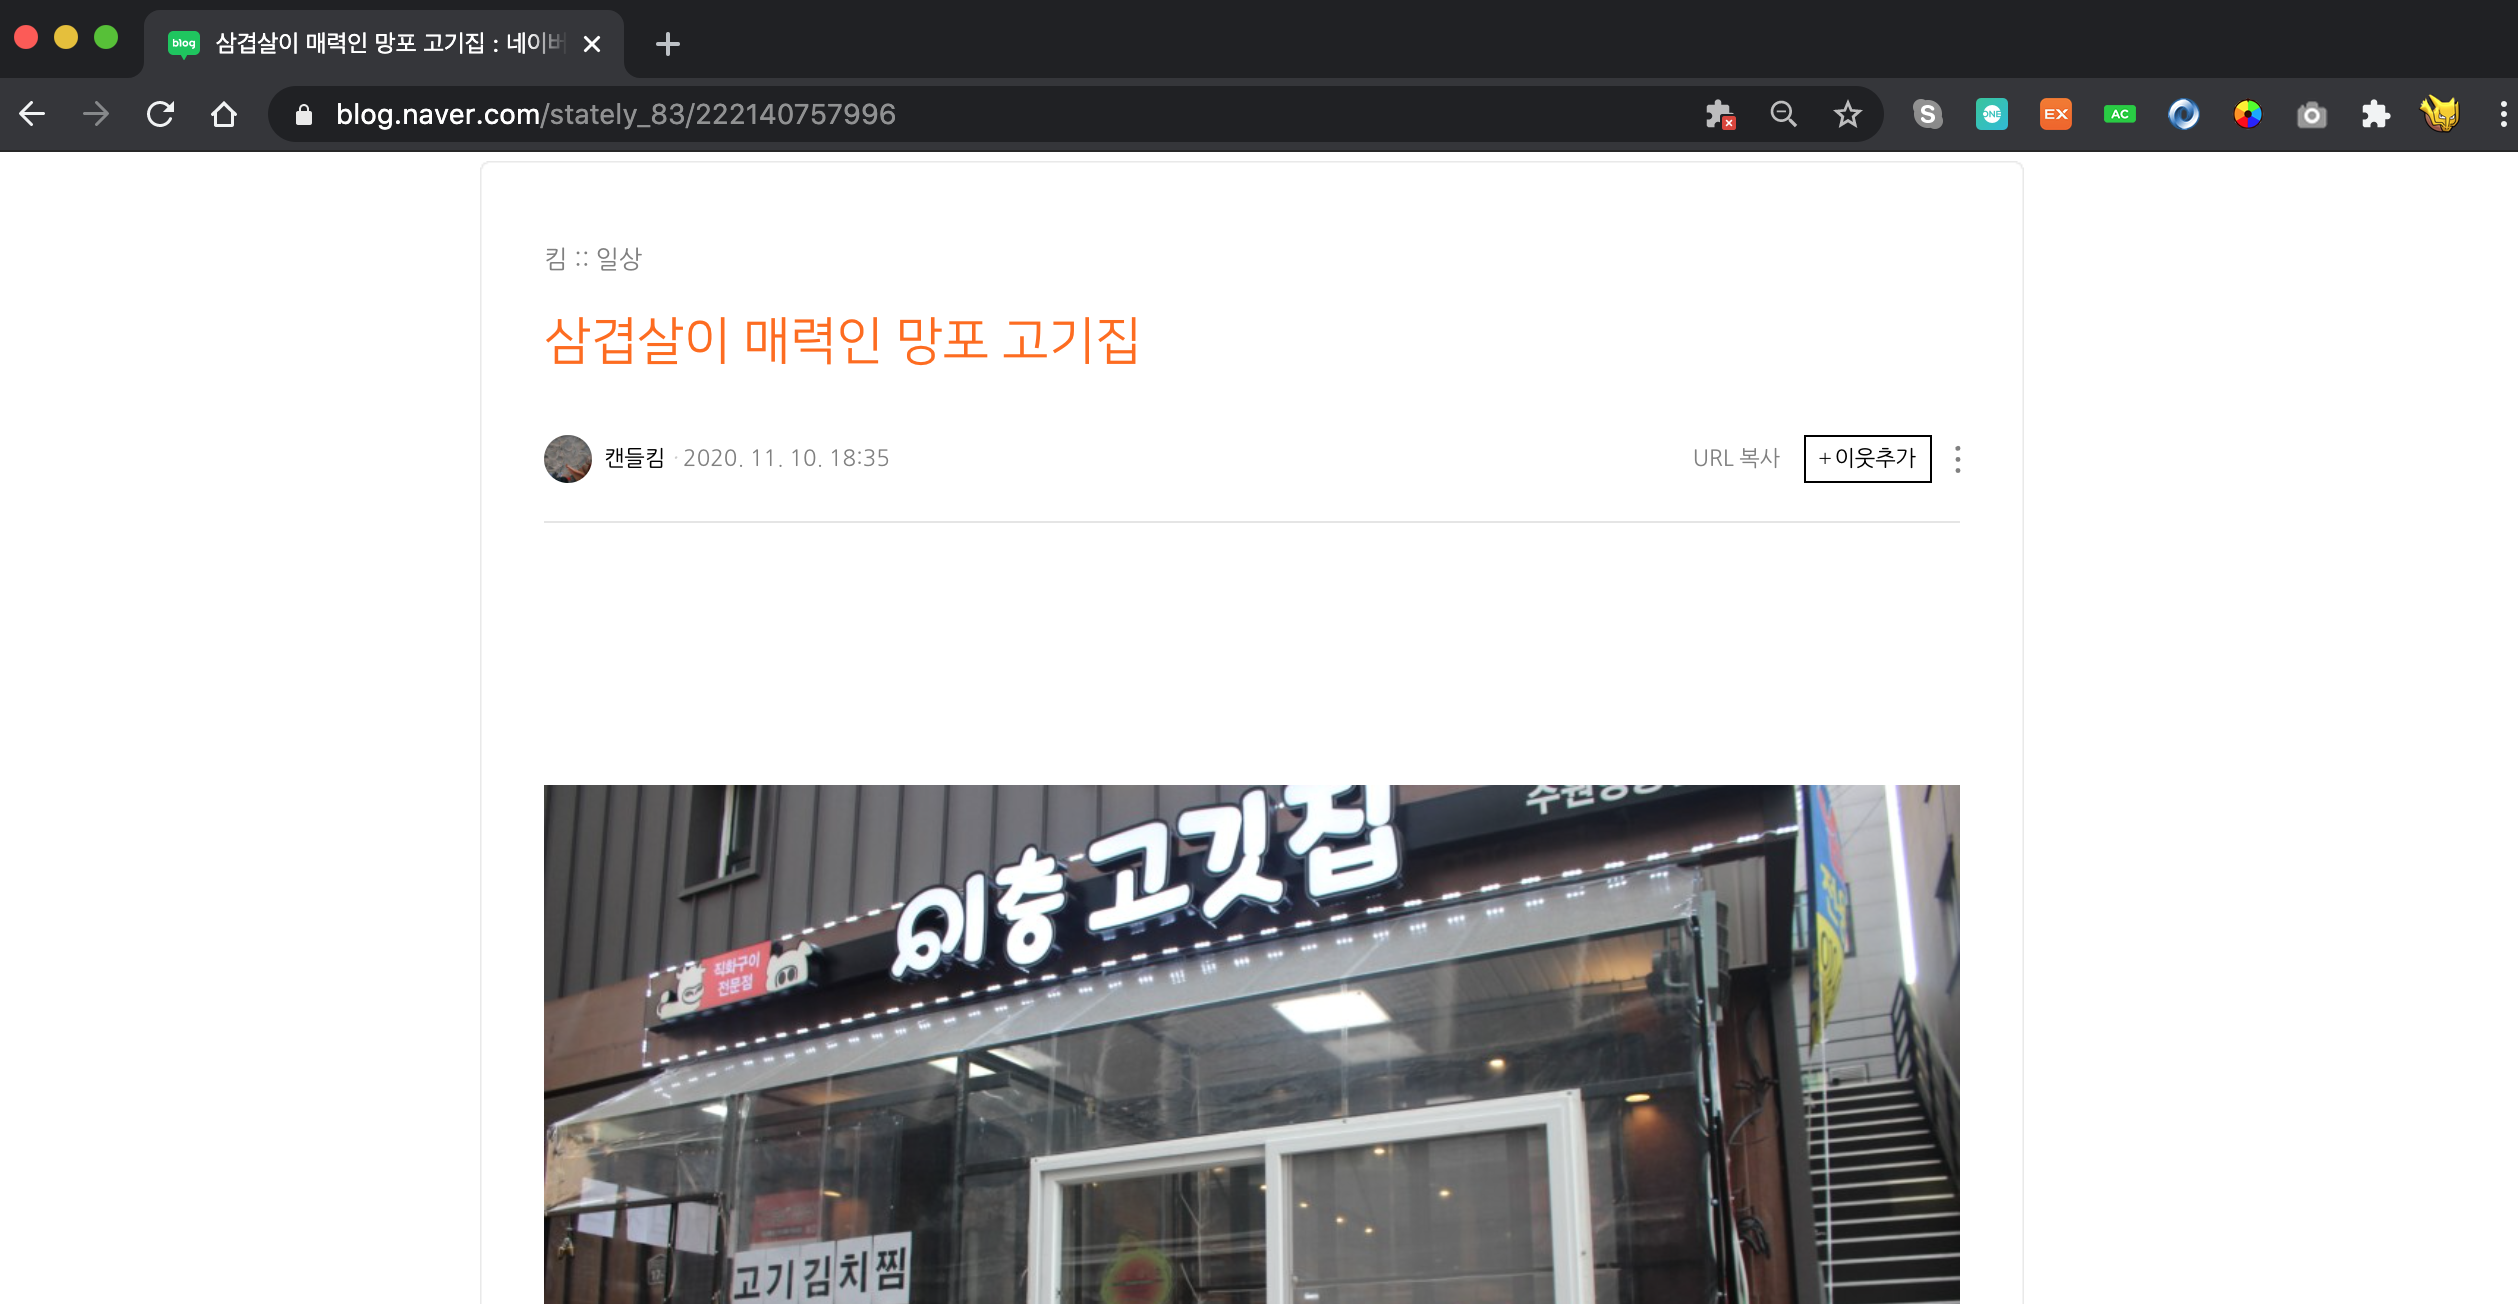 blog
삼겹살이 매력인 망포 고기집 : 네이버
blog.naver.com/stately_83/222140757996
S
ONE
EX
AC
킴 :: 일상
삼겹살이 매력인 망포 고기집
캔들킴 · 2020. 11. 10. 18:35
URL 복사
+이웃추가
이층고깃집
직화구이
전문점
고기김치찜